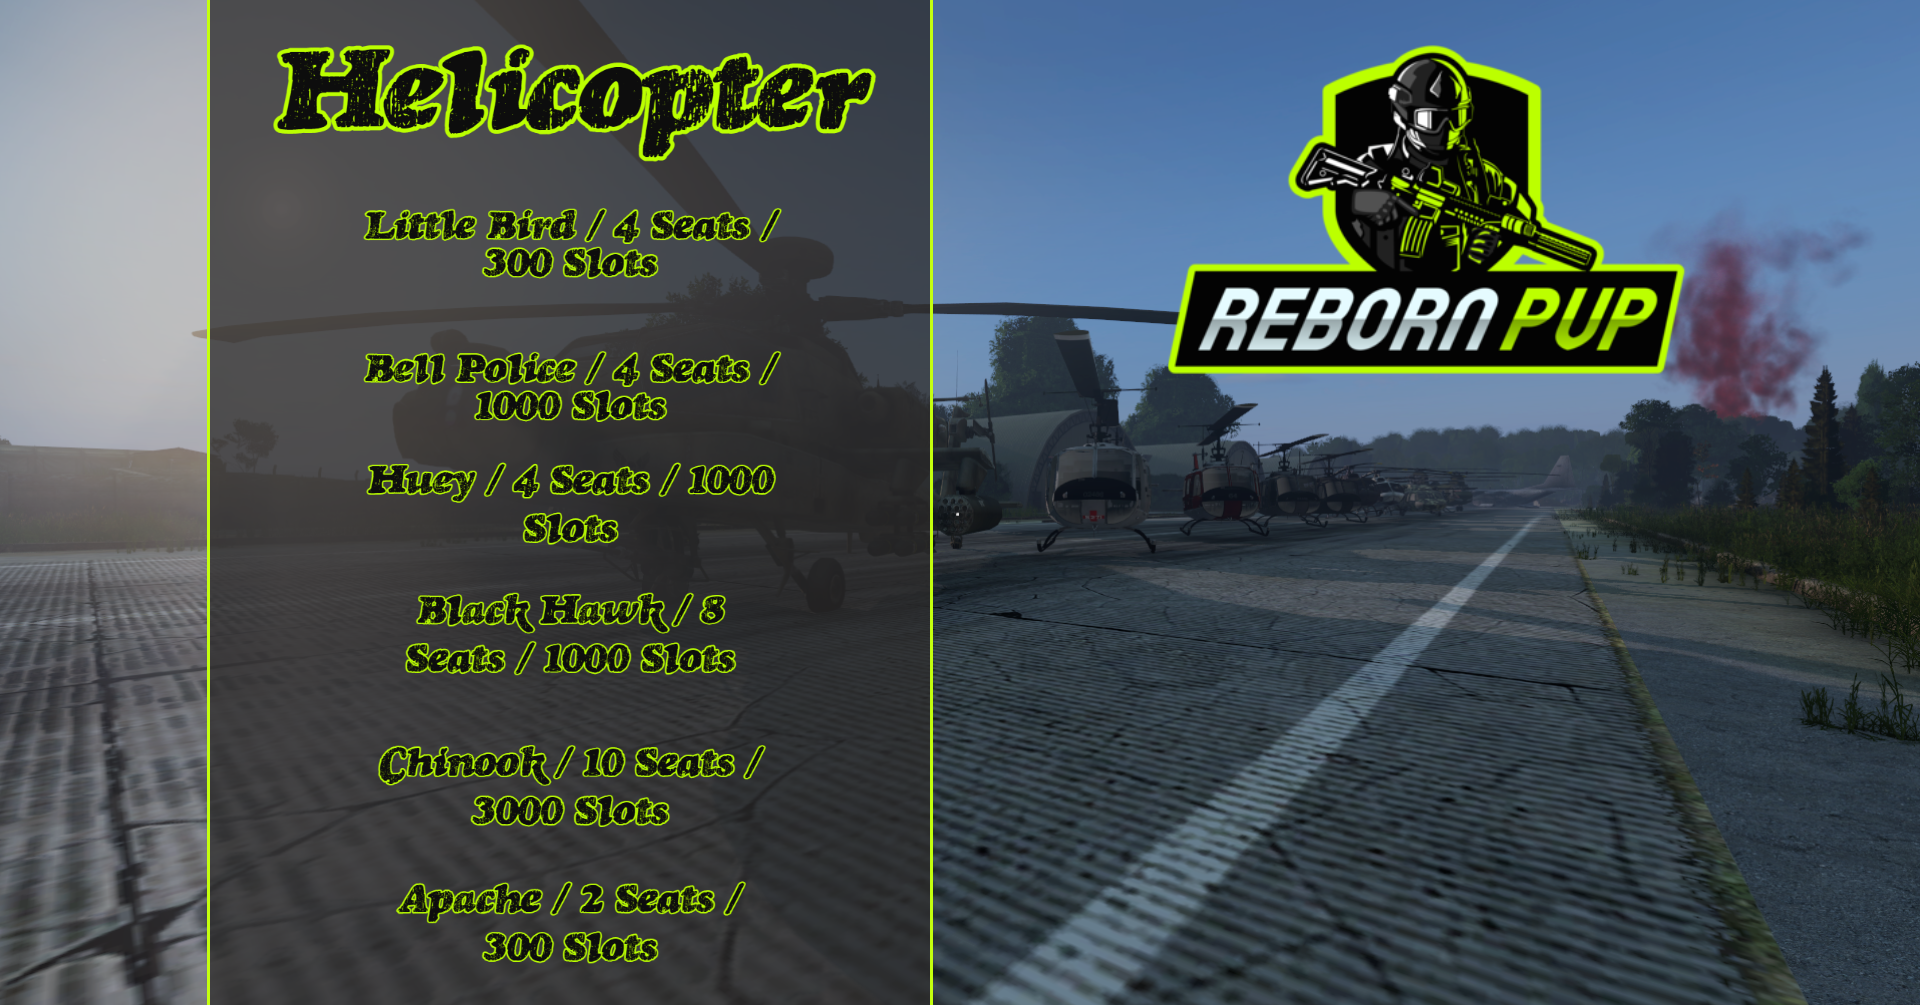 Helicopter
Little Bird / 4 Seats /
300 Slots
Bell Police / 4 Seats /
1000 Slots
Huey / 4 Seats / 1000
Slots
Black Hawk / 8
Seats / 1000 Slots
Chinook / 10 Seats /
3000 Slots
Apache / 2 Seats /
300 Slots
REBORN PVP